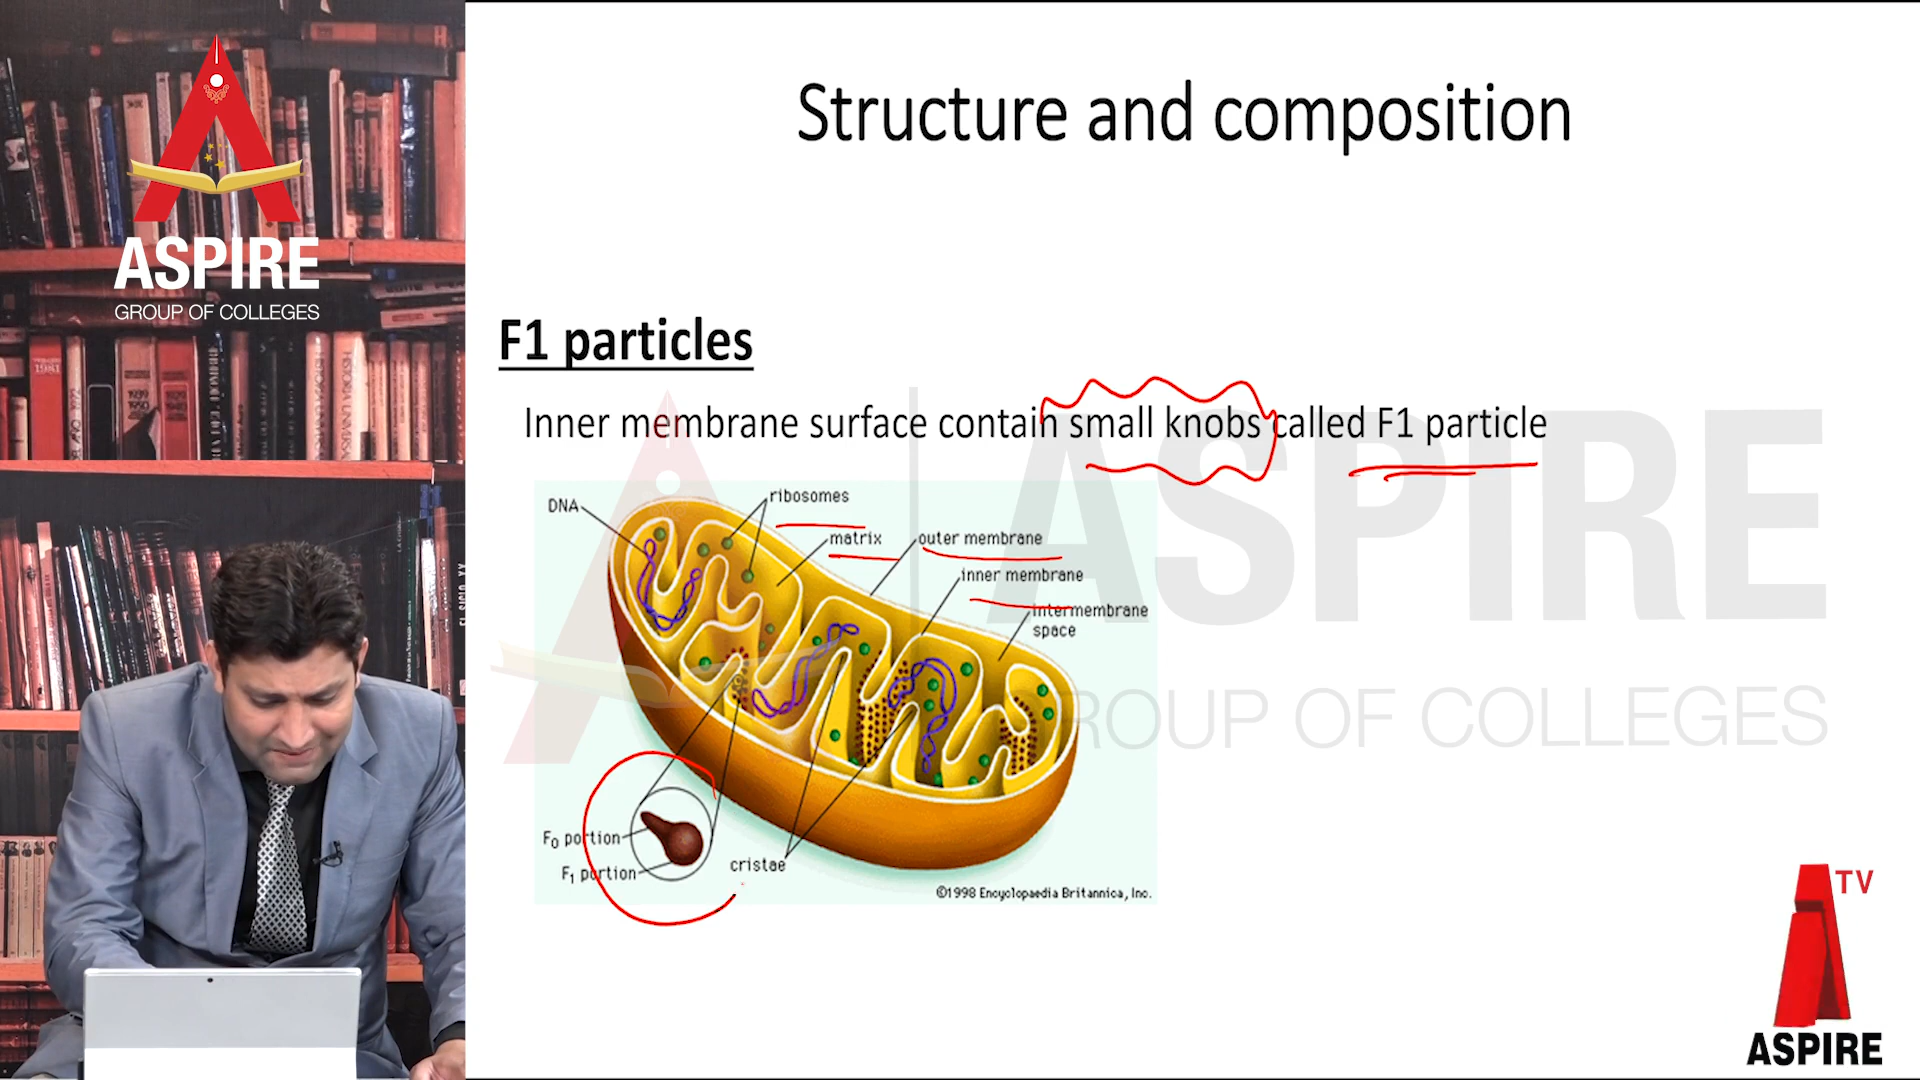 ASPIRE
GROUP OF COLLEGES
Structure and composition
F1 particles
Inner membrane surface contain small knobs called F1 particle
DNA
ribosomes
matrix
outer membrane
inner membrane
intermembrane
space
F0 portion
F1 portion
cristae
©1998 Encyclopaedia Britannica, Inc.
ASPIRE
GROUP OF COLLEGES
TV
ASPIRE
1981